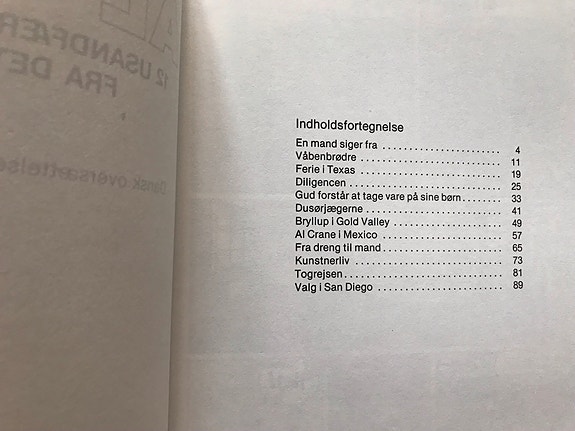 12 USANDFÆR
FRA DET
Dansk oversættelse
Indholdsfortegnelse
En mand siger fra . . . . . . . . . . . . . . . . . . . . 4
Våbenbrødre . . . . . . . . . . . . . . . . . . . . . . . . 11
Ferie i Texas . . . . . . . . . . . . . . . . . . . . . . . . 19
Diligencen . . . . . . . . . . . . . . . . . . . . . . . . . . 25
Gud forstår at tage vare på sine børn . . . . . . . 33
Dusørjægerne . . . . . . . . . . . . . . . . . . . . . . . 41
Bryllup i Gold Valley . . . . . . . . . . . . . . . . . . . 49
Al Crane i Mexico . . . . . . . . . . . . . . . . . . . . . 57
Fra dreng til mand . . . . . . . . . . . . . . . . . . . . 65
Kunstnerliv . . . . . . . . . . . . . . . . . . . . . . . . . 73
Togrejsen . . . . . . . . . . . . . . . . . . . . . . . . . . 81
Valg i San Diego . . . . . . . . . . . . . . . . . . . . . 89